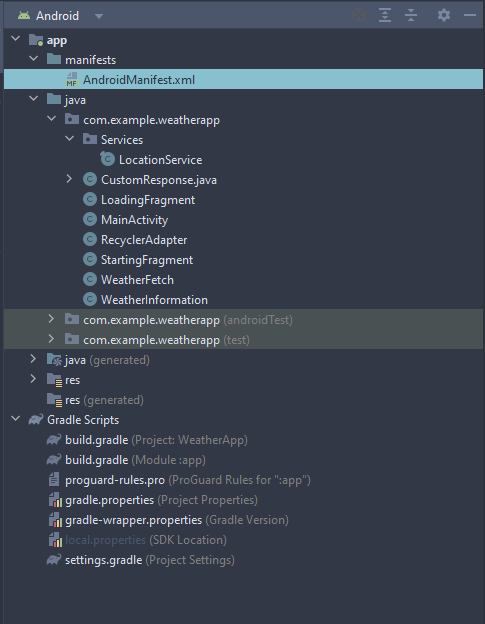 Android
app
manifests
AndroidManifest.xml
java
com.example.weatherapp
Services
LocationService
CustomResponse.java
LoadingFragment
MainActivity
RecyclerAdapter
StartingFragment
WeatherFetch
WeatherInformation
com.example.weatherapp (androidTest)
com.example.weatherapp (test)
java (generated)
res
res (generated)
Gradle Scripts
build.gradle (Project: WeatherApp)
build.gradle (Module :app)
proguard-rules.pro (ProGuard Rules for ":app")
gradle.properties (Project Properties)
gradle-wrapper.properties (Gradle Version)
local.properties (SDK Location)
settings.gradle (Project Settings)